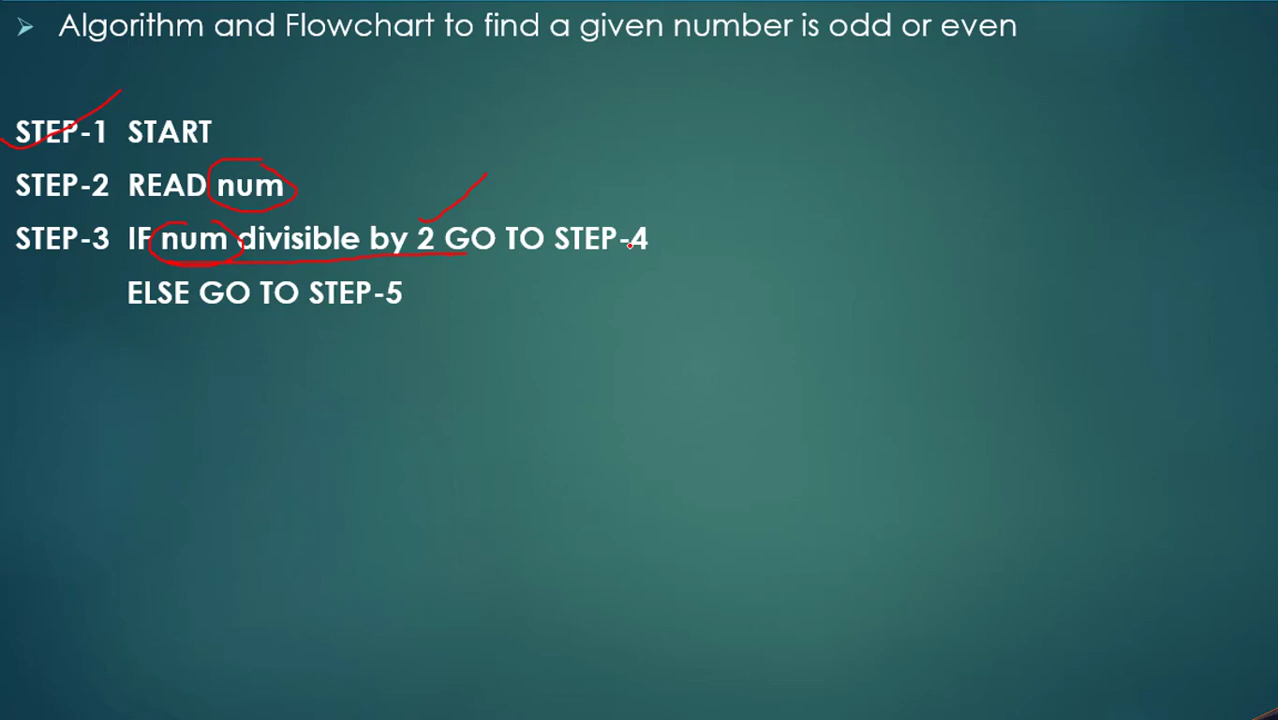 Algorithm and Flowchart to find a given number is odd or even
STEP-1 START
STEP-2 READ num
STEP-3 IF num divisible by 2 GO TO STEP-4
ELSE GO TO STEP-5